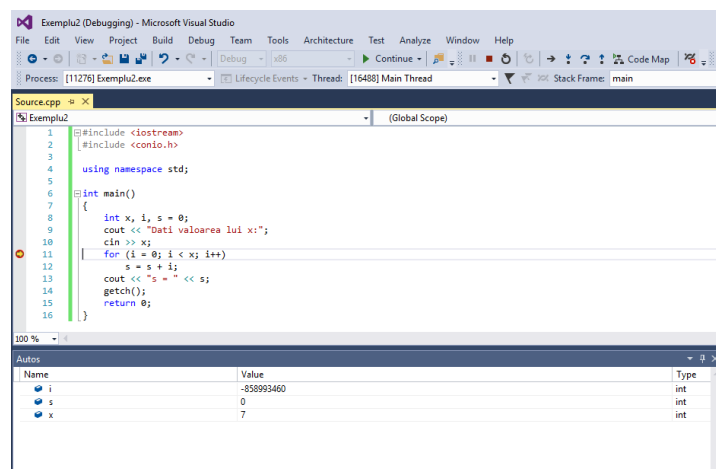 Exemplu2 (Debugging) - Microsoft Visual Studio
File Edit View Project Build Debug Team Tools Architecture Test Analyze Window Help
Debug x86 Continue Code Map
Process: [11276] Exemplu2.exe Lifecycle Events Thread: [16488] Main Thread Stack Frame: main
Source.cpp
Exemplu2 (Global Scope)
1 #include <iostream>
2 #include <conio.h>
3
4 using namespace std;
5
6 int main()
7 {
8 int x, i, s = 0;
9 cout << "Dati valoarea lui x:";
10 cin >> x;
11 for (i = 0; i < x; i++)
12 s = s + i;
13 cout << "s = " << s;
14 getch();
15 return 0;
16 }
100 %
Autos
Name Value Type
i -858993460 int
s 0 int
x 7 int